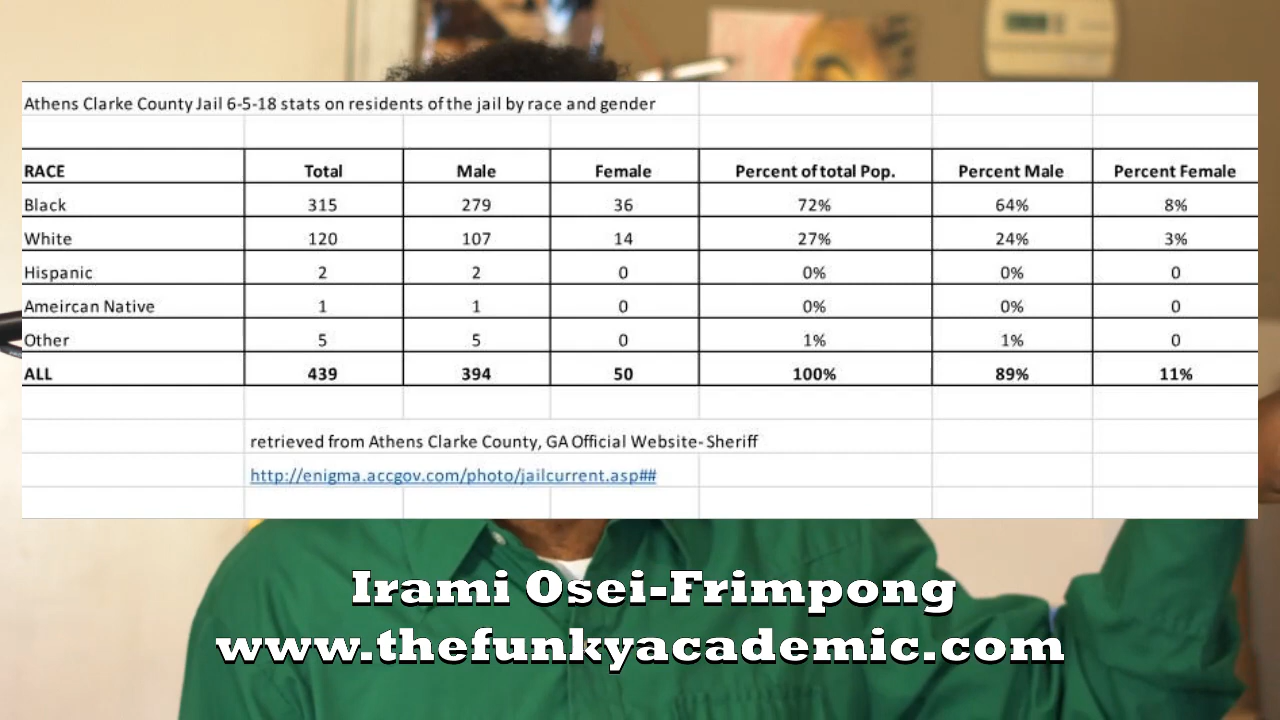 Athens Clarke County Jail 6-5-18 stats on residents of the jail by race and gender
RACE Total Male Female Percent of total Pop. Percent Male Percent Female
Black 315 279 36 72% 64% 8%
White 120 107 14 27% 24% 3%
Hispanic 2 2 0 0% 0% 0
Ameircan Native 1 1 0 0% 0% 0
Other 5 5 0 1% 1% 0
ALL 439 394 50 100% 89% 11%
retrieved from Athens Clarke County, GA Official Website- Sheriff
http://enigma.accgov.com/photo/jailcurrent.asp##
Irami Osei-Frimpong
www.thefunkyacademic.com